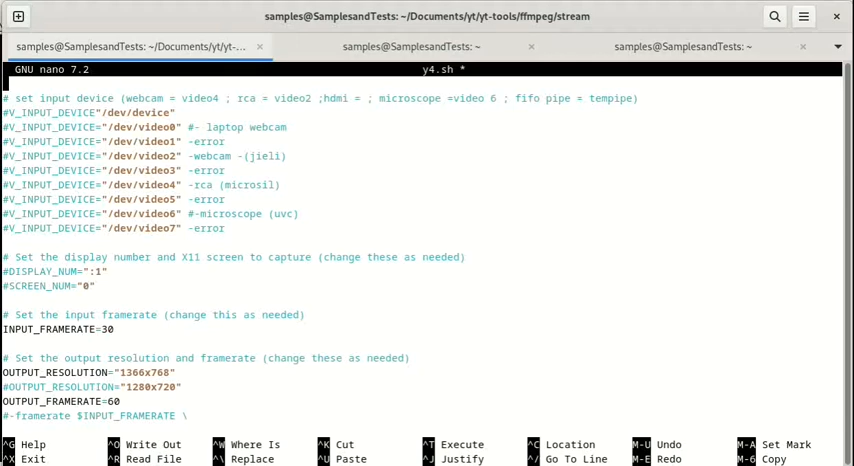 samples@SamplesandTests: ~/Documents/yt/yt-tools/ffmpeg/stream
samples@SamplesandTests: ~/Documents/yt/yt-... × samples@SamplesandTests: ~ × samples@SamplesandTests: ~ ×
GNU nano 7.2 y4.sh *
# set input device (webcam = video4 ; rca = video2 ;hdmi = ; microscope =video 6 ; fifo pipe = tempipe)
#V_INPUT_DEVICE"/dev/device"
#V_INPUT_DEVICE="/dev/video0" #- laptop webcam
#V_INPUT_DEVICE="/dev/video1" -error
#V_INPUT_DEVICE="/dev/video2" -webcam -(jieli)
#V_INPUT_DEVICE="/dev/video3" -error
#V_INPUT_DEVICE="/dev/video4" -rca (microsil)
#V_INPUT_DEVICE="/dev/video5" -error
#V_INPUT_DEVICE="/dev/video6" #-microscope (uvc)
#V_INPUT_DEVICE="/dev/video7" -error
# Set the display number and X11 screen to capture (change these as needed)
#DISPLAY_NUM=":1"
#SCREEN_NUM="0"
# Set the input framerate (change this as needed)
INPUT_FRAMERATE=30
# Set the output resolution and framerate (change these as needed)
OUTPUT_RESOLUTION="1366x768"
#OUTPUT_RESOLUTION="1280x720"
OUTPUT_FRAMERATE=60
#-framerate $INPUT_FRAMERATE \
^G Help ^O Write Out ^W Where Is ^K Cut ^T Execute ^C Location M-U Undo M-A Set Mark
^X Exit ^R Read File ^\ Replace ^U Paste ^J Justify ^/ Go To Line M-E Redo M-6 Copy